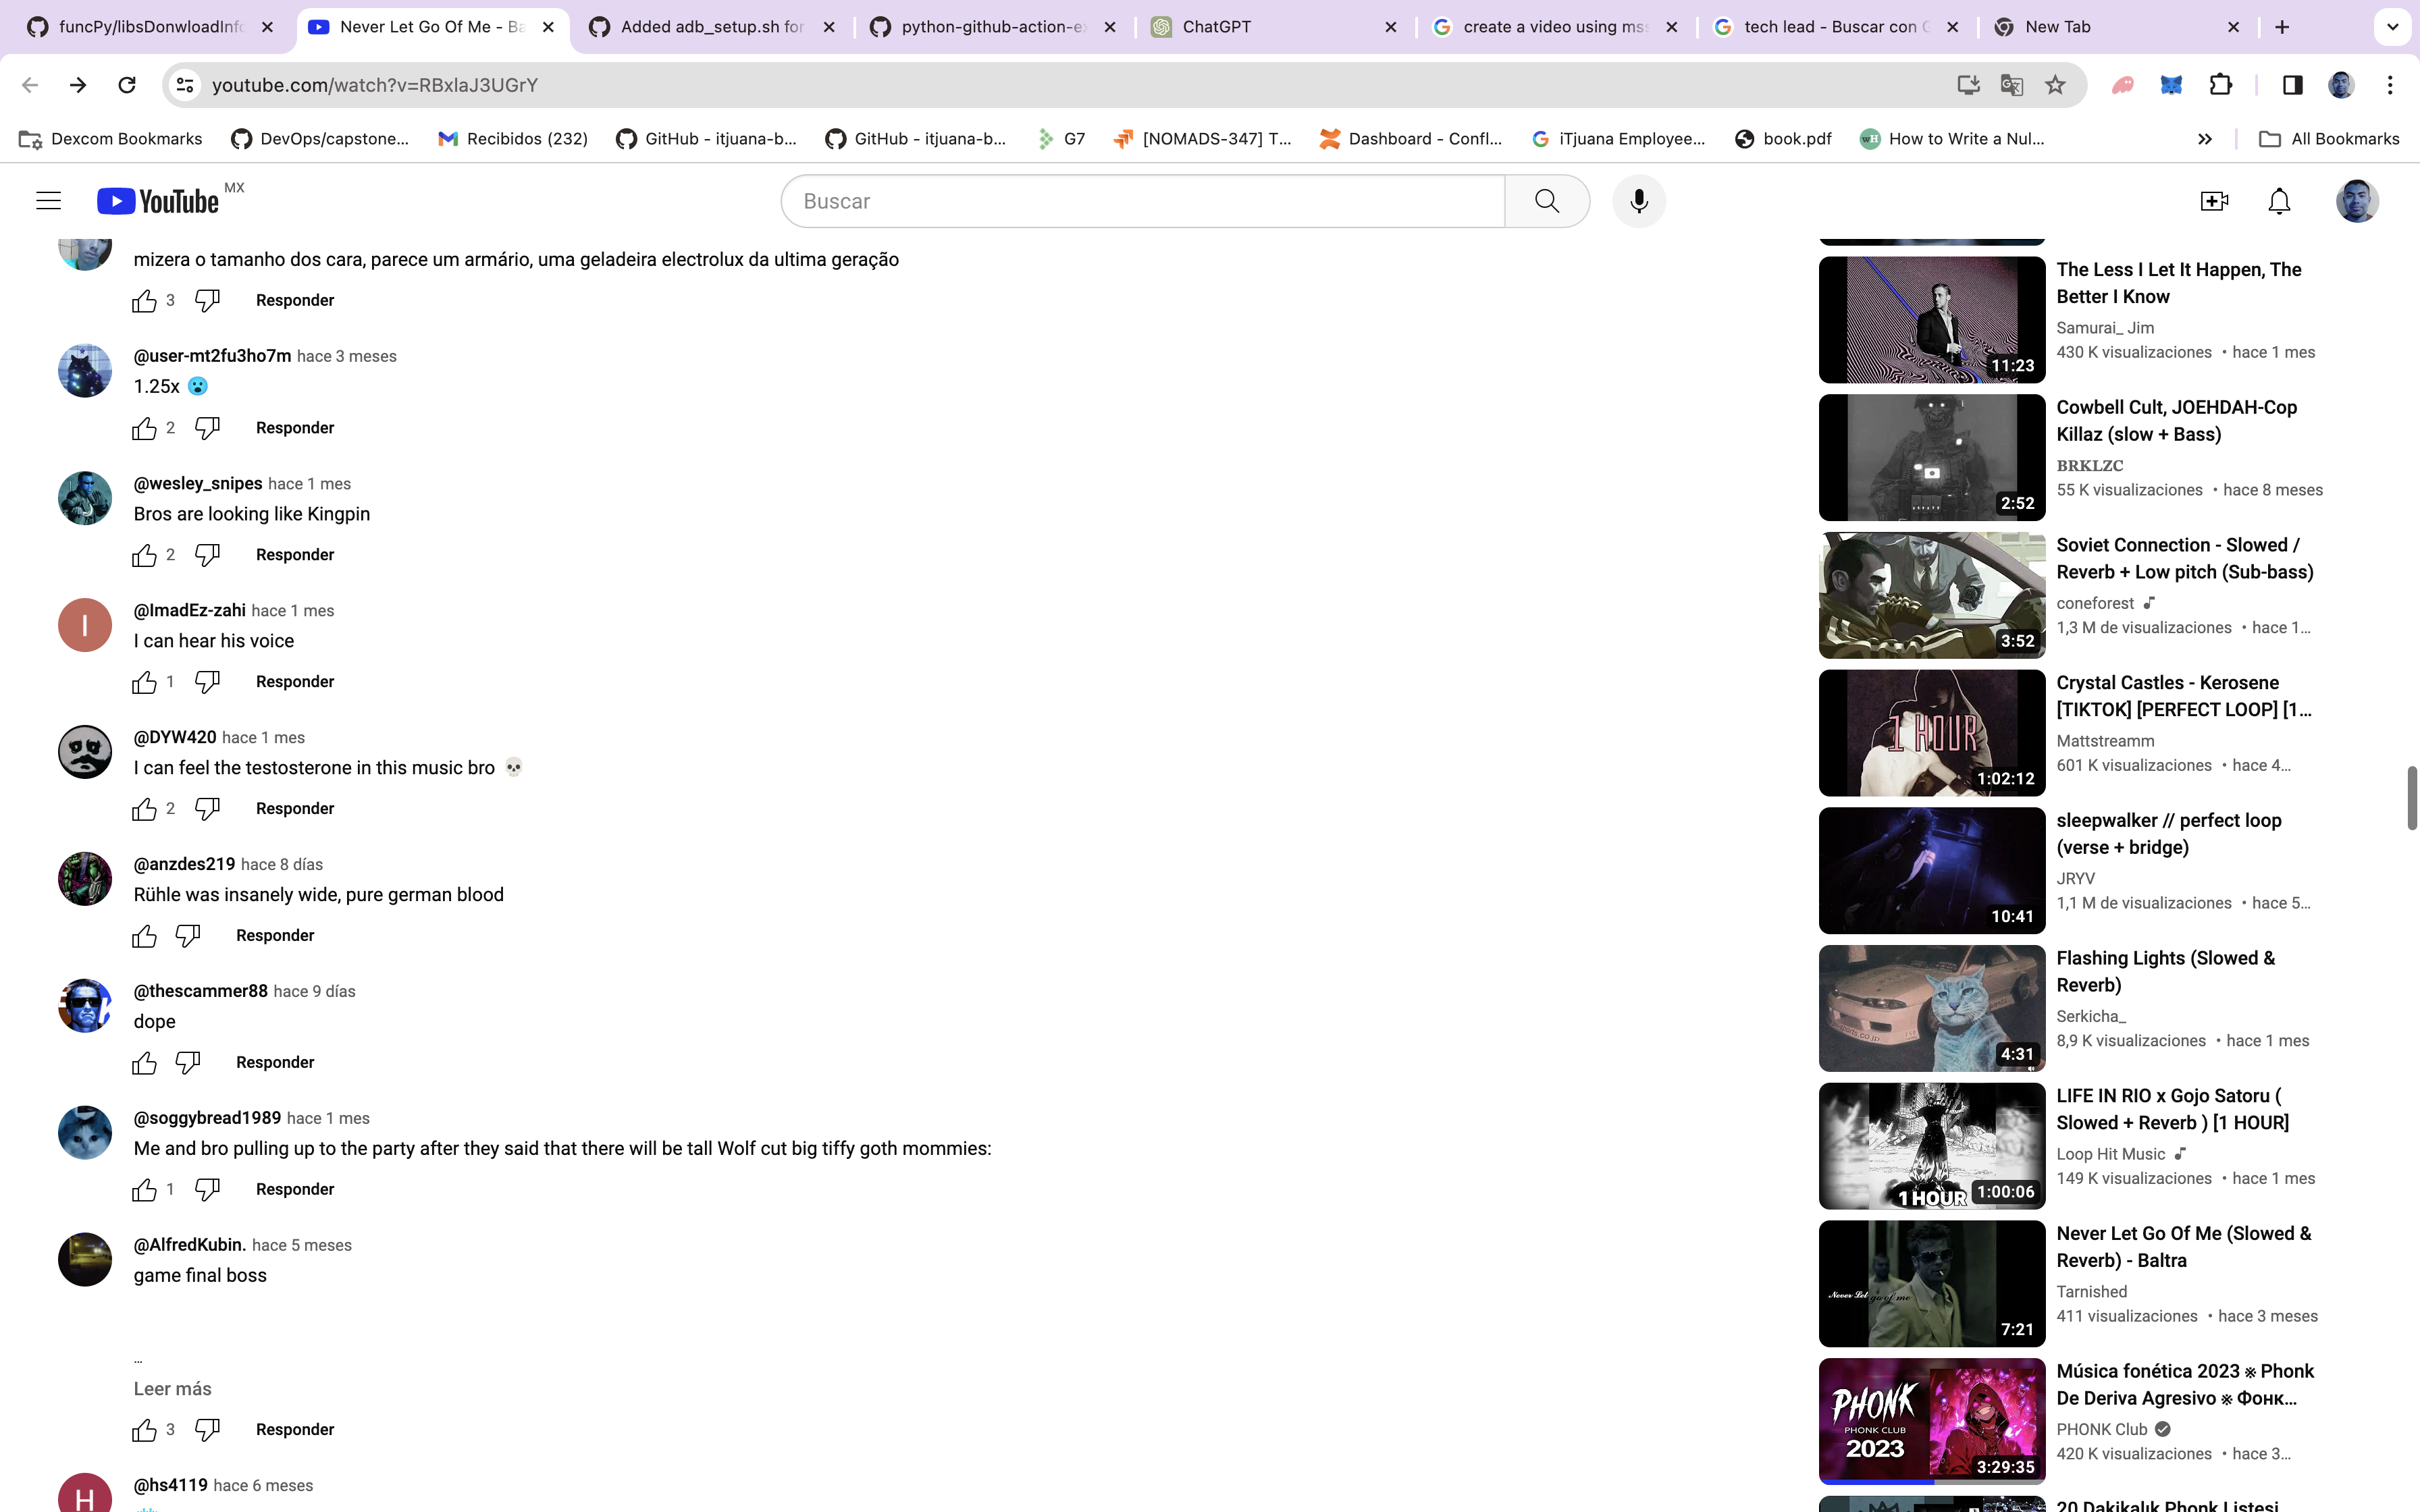 funcPy/libsDonwloadInfo
Never Let Go Of Me - Ba
Added adb_setup.sh for
python-github-action-ex
ChatGPT
create a video using mss
tech lead - Buscar con G
New Tab
youtube.com/watch?v=RBxlaJ3UGrY
Dexcom Bookmarks
DevOps/capstone...
Recibidos (232)
GitHub - itjuana-b...
GitHub - itjuana-b...
G7
[NOMADS-347] T...
Dashboard - Confl...
iTjuana Employee...
book.pdf
How to Write a Nul...
All Bookmarks
YouTube MX
Buscar
mizera o tamanho dos cara, parece um armário, uma geladeira electrolux da ultima geração
3 Responder
@user-mt2fu3ho7m hace 3 meses
1.25x 😮
2 Responder
@wesley_snipes hace 1 mes
Bros are looking like Kingpin
2 Responder
I
@ImadEz-zahi hace 1 mes
I can hear his voice
1 Responder
@DYW420 hace 1 mes
I can feel the testosterone in this music bro 💀
2 Responder
@anzdes219 hace 8 días
Rühle was insanely wide, pure german blood
Responder
@thescammer88 hace 9 días
dope
Responder
@soggybread1989 hace 1 mes
Me and bro pulling up to the party after they said that there will be tall Wolf cut big tiffy goth mommies:
1 Responder
@AlfredKubin. hace 5 meses
game final boss
...
Leer más
3 Responder
H
@hs4119 hace 6 meses
11:23
The Less I Let It Happen, The
Better I Know
Samurai_ Jim
430 K visualizaciones • hace 1 mes
2:52
Cowbell Cult, JOEHDAH-Cop
Killaz (slow + Bass)
BRKLZC
55 K visualizaciones • hace 8 meses
3:52
Soviet Connection - Slowed /
Reverb + Low pitch (Sub-bass)
coneforest
1,3 M de visualizaciones • hace 1...
1 HOUR
1:02:12
Crystal Castles - Kerosene
[TIKTOK] [PERFECT LOOP] [1...
Mattstreamm
601 K visualizaciones • hace 4...
10:41
sleepwalker // perfect loop
(verse + bridge)
JRYV
1,1 M de visualizaciones • hace 5...
4:31
Flashing Lights (Slowed &
Reverb)
Serkicha_
8,9 K visualizaciones • hace 1 mes
1 HOUR
1:00:06
LIFE IN RIO x Gojo Satoru (
Slowed + Reverb ) [1 HOUR]
Loop Hit Music
149 K visualizaciones • hace 1 mes
Never Let go of me
7:21
Never Let Go Of Me (Slowed &
Reverb) - Baltra
Tarnished
411 visualizaciones • hace 3 meses
PHONK
PHONK CLUB
2023
3:29:35
Música fonética 2023 ※ Phonk
De Deriva Agresivo ※ Фонк...
PHONK Club
420 K visualizaciones • hace 3...
20 Dakikalık Phonk Listesi